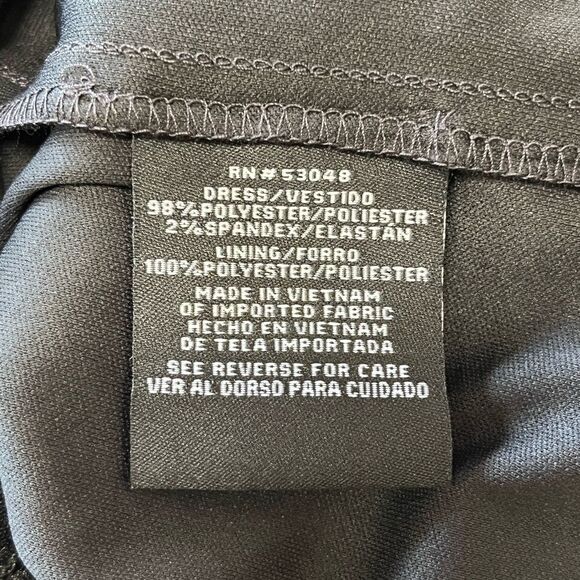 RN# 53048
DRESS/VESTIDO
98%POLYESTER/POLIESTER
2%SPANDEX/ELASTAN
LINING/FORRO
100%POLYESTER/POLIESTER
MADE IN VIETNAM
OF IMPORTED FABRIC
HECHO EN VIETNAM
DE TELA IMPORTADA
SEE REVERSE FOR CARE
VER AL DORSO PARA CUIDADO